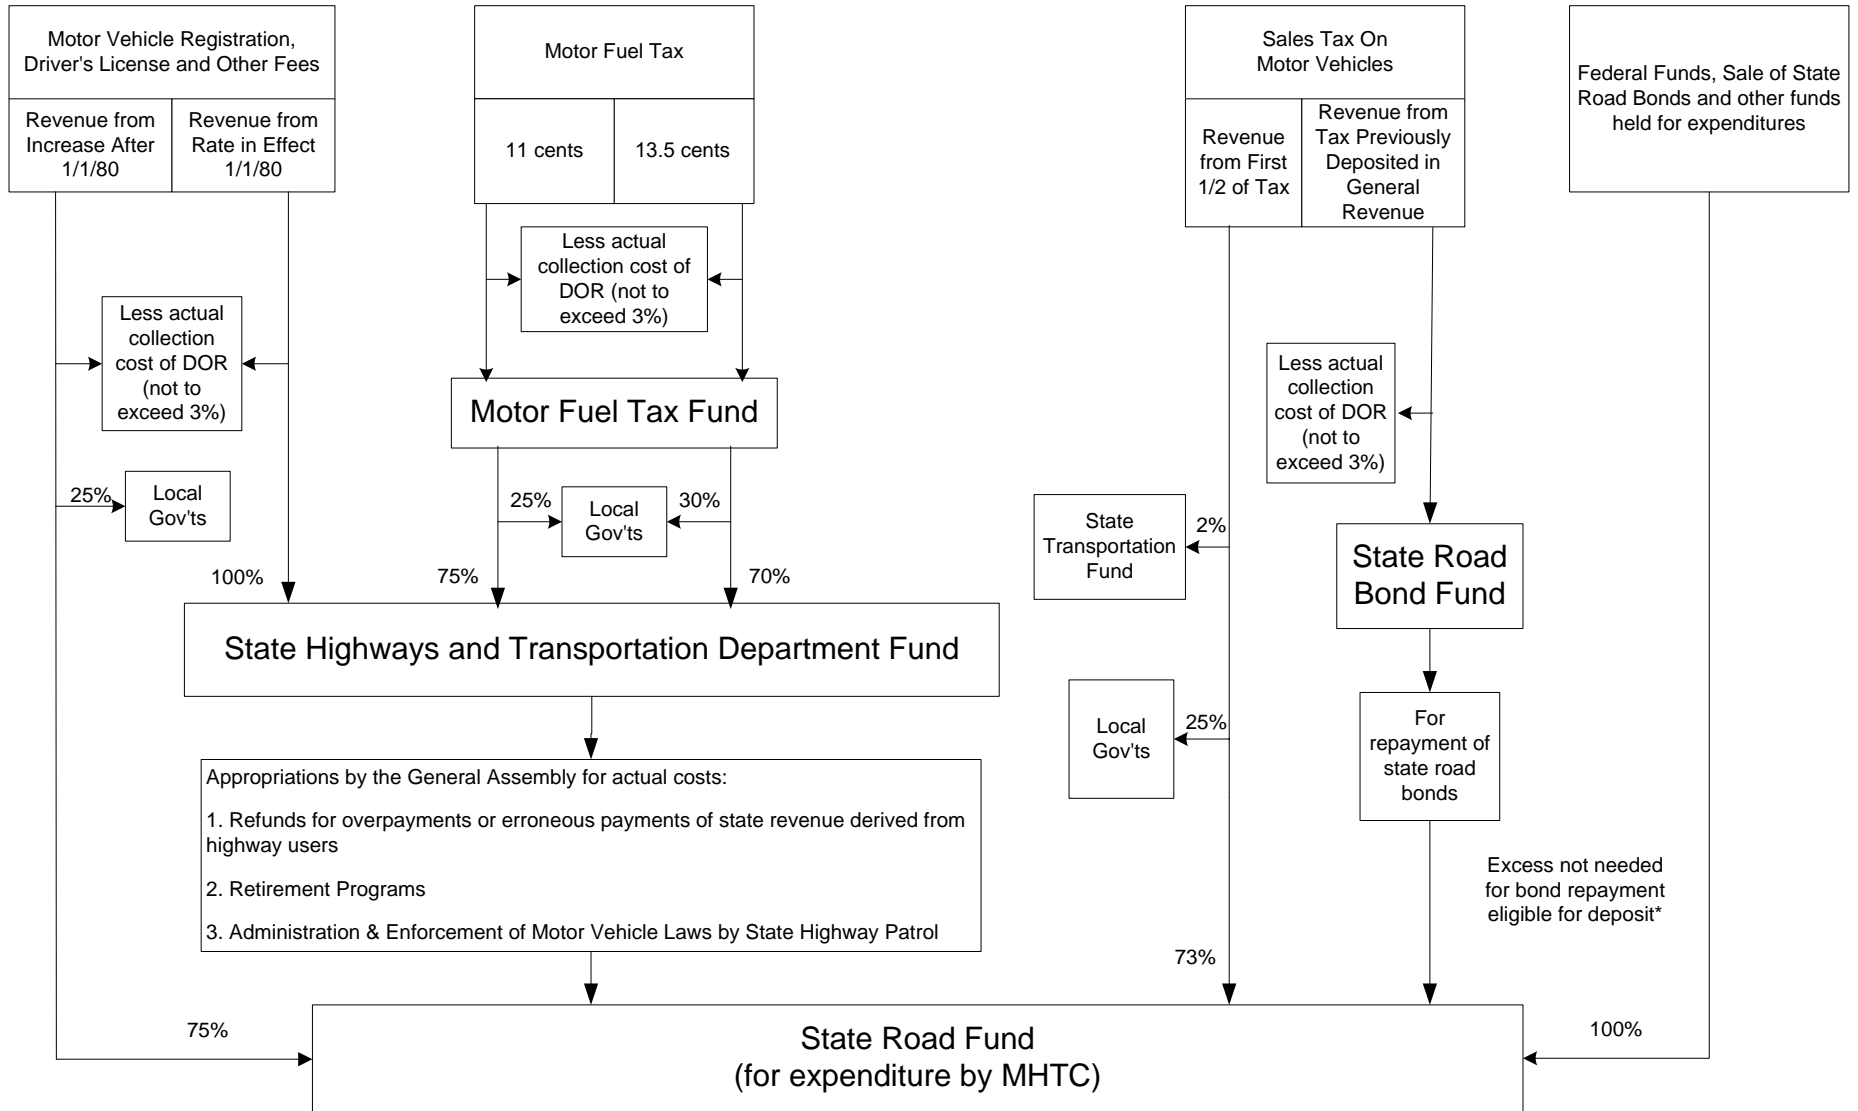 Motor Vehicle Registration,
Driver's License and Other Fees
Revenue from
Increase After
1/1/80
Revenue from
Rate in Effect
1/1/80
Motor Fuel Tax
11 cents
13.5 cents
Sales Tax On
Motor Vehicles
Revenue
from First
1/2 of Tax
Revenue from
Tax Previously
Deposited in
General
Revenue
Federal Funds, Sale of State
Road Bonds and other funds
held for expenditures
Less actual
collection
cost of DOR
(not to
exceed 3%)
Less actual
collection cost of
DOR (not to
exceed 3%)
Less actual
collection
cost of DOR
(not to
exceed 3%)
Motor Fuel Tax Fund
25%
Local
Gov'ts
25%
Local
Gov'ts
30%
State
Transportation
Fund
2%
State Road
Bond Fund
100%
75%
70%
State Highways and Transportation Department Fund
Local
Gov'ts
25%
For
repayment of
state road
bonds
Appropriations by the General Assembly for actual costs:
1. Refunds for overpayments or erroneous payments of state revenue derived from
highway users
2. Retirement Programs
3. Administration & Enforcement of Motor Vehicle Laws by State Highway Patrol
Excess not needed
for bond repayment
eligible for deposit*
73%
75%
100%
State Road Fund
(for expenditure by MHTC)